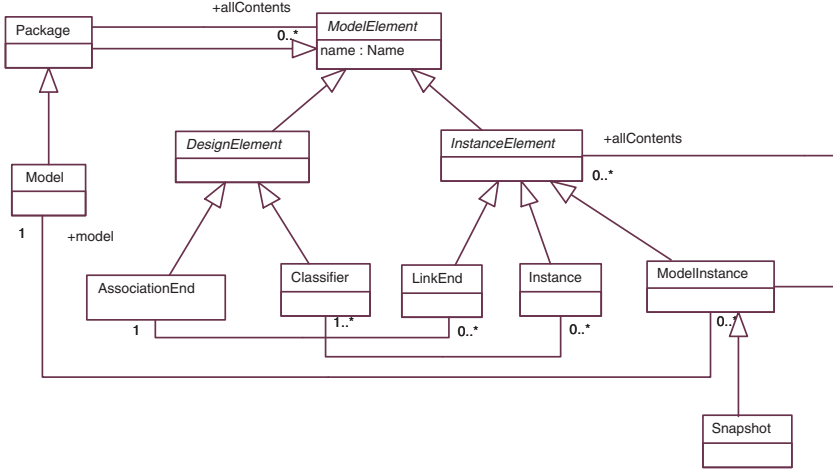 +allContents
Package
ModelElement
0..*
name : Name
DesignElement
InstanceElement
+allContents
0..*
Model
1
+model
AssociationEnd
Classifier
LinkEnd
Instance
ModelInstance
1
1..*
0..*
0..*
0..*
Snapshot